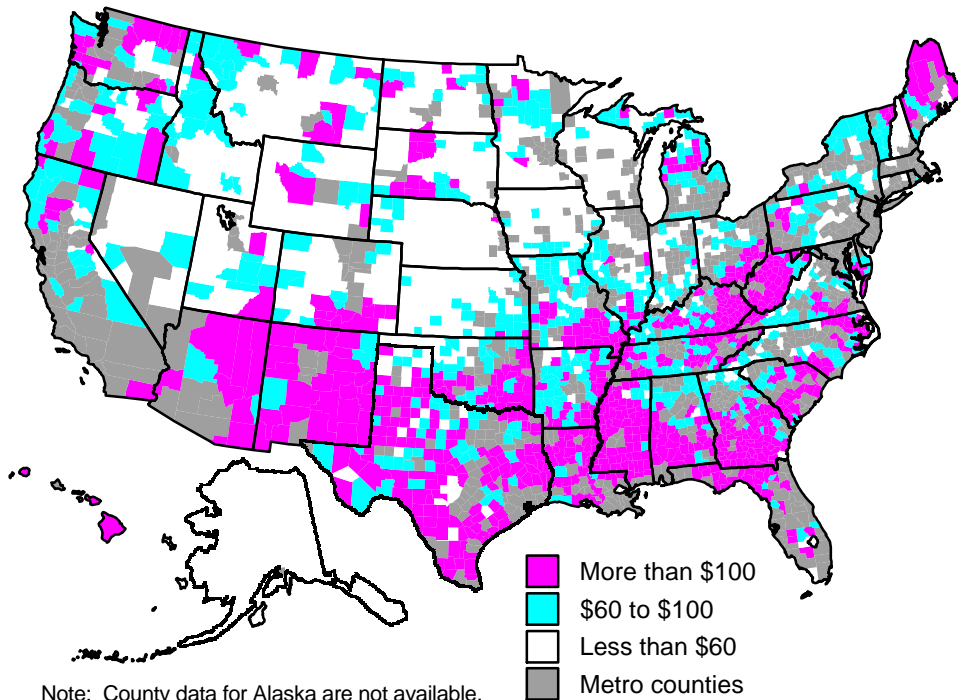 More than $100
$60 to $100
Less than $60
Metro counties
Note: County data for Alaska are not available.